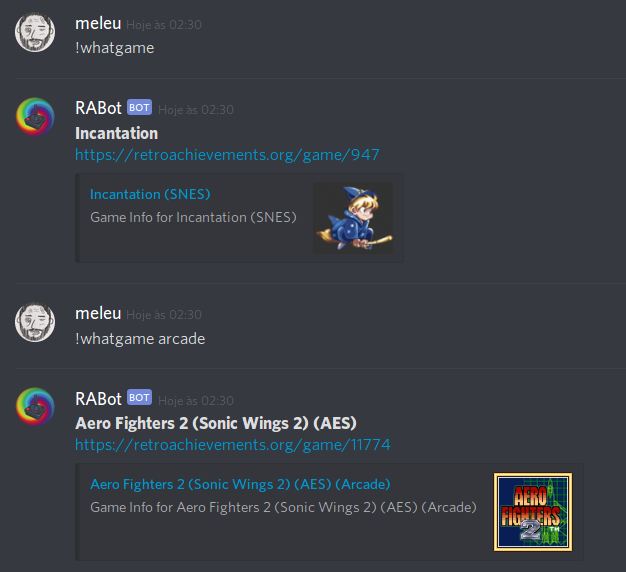 meleu Hoje às 02:30
!whatgame
RABot BOT Hoje às 02:30
Incantation
https://retroachievements.org/game/947
Incantation (SNES)
Game Info for Incantation (SNES)
meleu Hoje às 02:30
!whatgame arcade
RABot BOT Hoje às 02:30
Aero Fighters 2 (Sonic Wings 2) (AES)
https://retroachievements.org/game/11774
Aero Fighters 2 (Sonic Wings 2) (AES) (Arcade)
Game Info for Aero Fighters 2 (Sonic Wings 2) (AES) (Arcade)
AERO
FIGHTERS
2